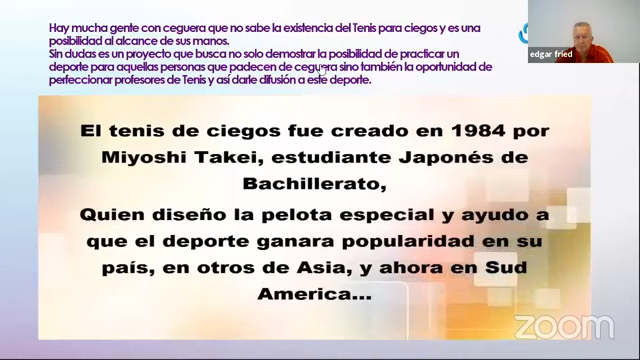 Hay mucha gente con ceguera que no sabe la existencia del Tenis para ciegos y es una
posibilidad al alcance de sus manos.
Sin dudas es un proyecto que busca no solo demostrar la posibilidad de practicar un
deporte para aquellas personas que padecen de ceguera sino también la oportunidad de
perfeccionar profesores de Tenis y así darle difusión a este deporte.
edgar fried
El tenis de ciegos fue creado en 1984 por
Miyoshi Takei, estudiante Japonés de
Bachillerato,
Quien diseño la pelota especial y ayudo a
que el deporte ganara popularidad en su
país, en otros de Asia, y ahora en Sud
America...
zoom